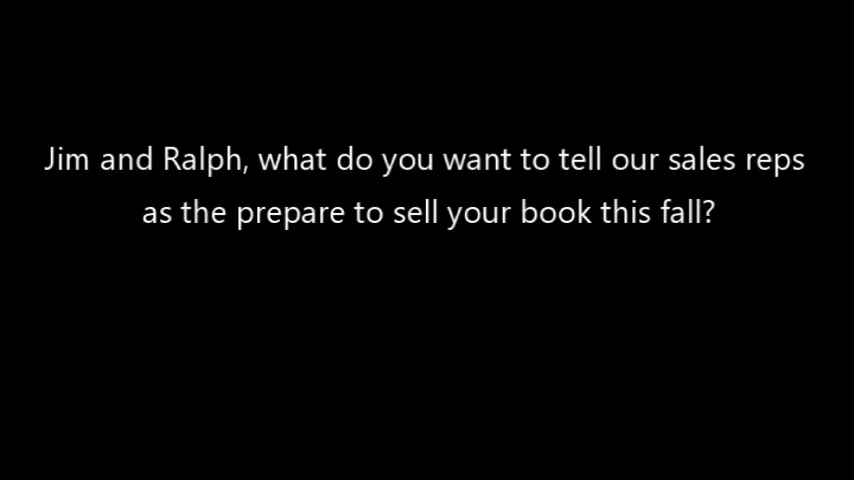 Jim and Ralph, what do you want to tell our sales reps
as the prepare to sell your book this fall?